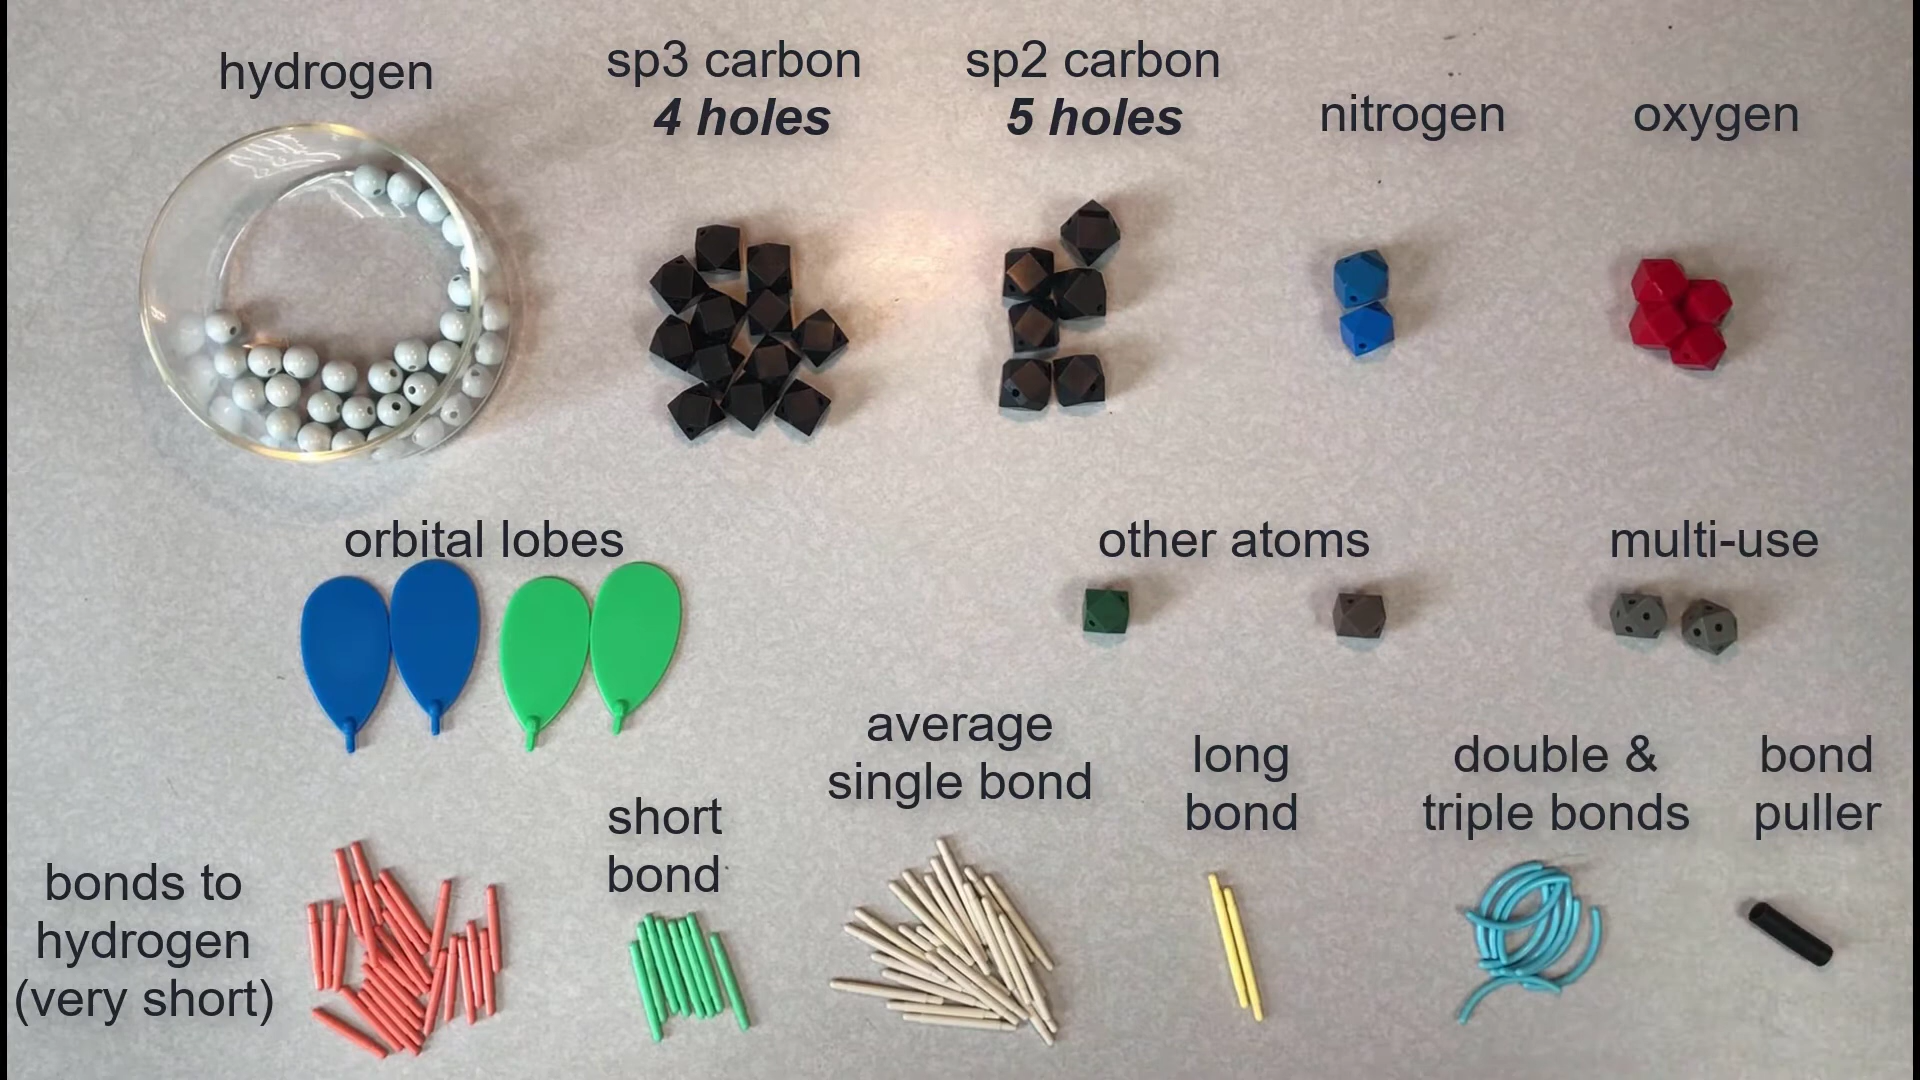 hydrogen
sp3 carbon
4 holes
sp2 carbon
5 holes
nitrogen
oxygen
orbital lobes
other atoms
multi-use
bonds to
hydrogen
(very short)
short
bond
average
single bond
long
bond
double &
triple bonds
bond
puller